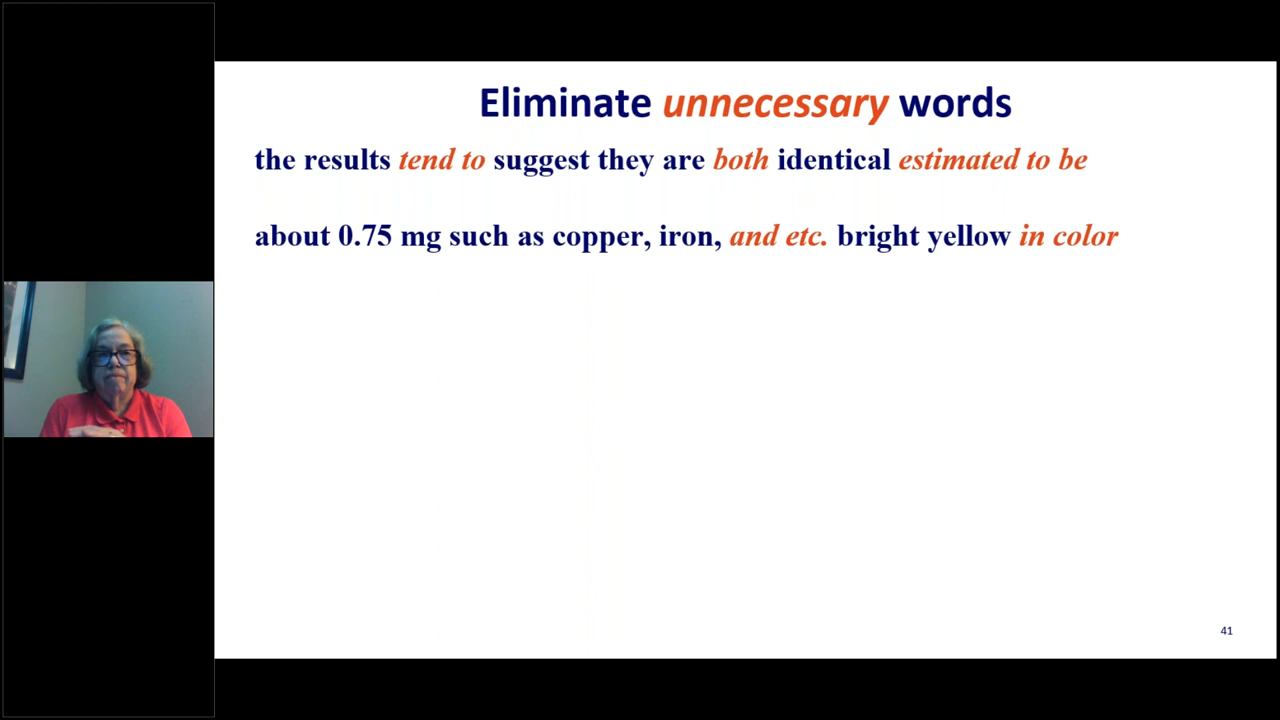 Eliminate unnecessary words
the results tend to suggest they are both identical estimated to be
about 0.75 mg such as copper, iron, and etc. bright yellow in color
41